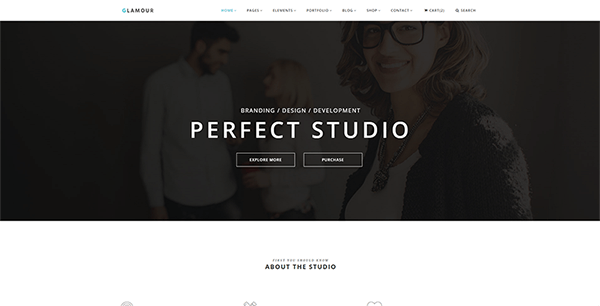 GLAMOUR
HOME PAGES ELEMENTS PORTFOLIO BLOG SHOP CONTACT CART(1) SEARCH
BRANDING / DESIGN / DEVELOPMENT
PERFECT STUDIO
EXPLORE MORE PURCHASE
FIRST YOU SHOULD KNOW
ABOUT THE STUDIO